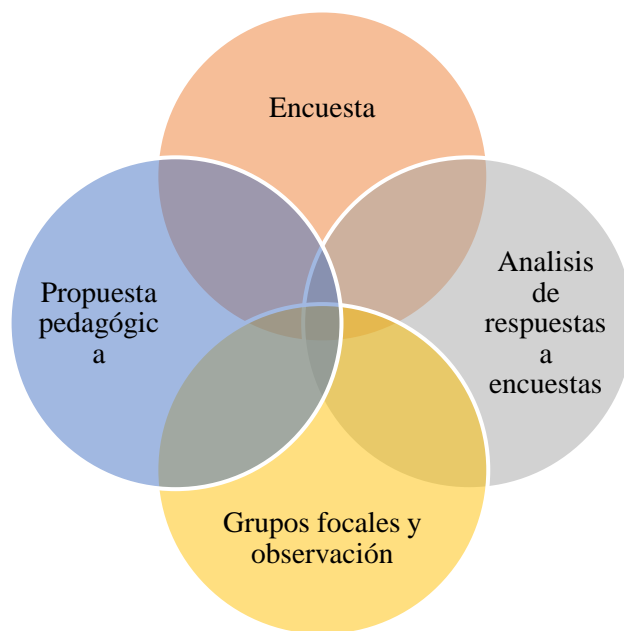 Encuesta
Propuesta
pedagógic
a
Analisis
de
respuestas
a
encuestas
Grupos focales y
observación